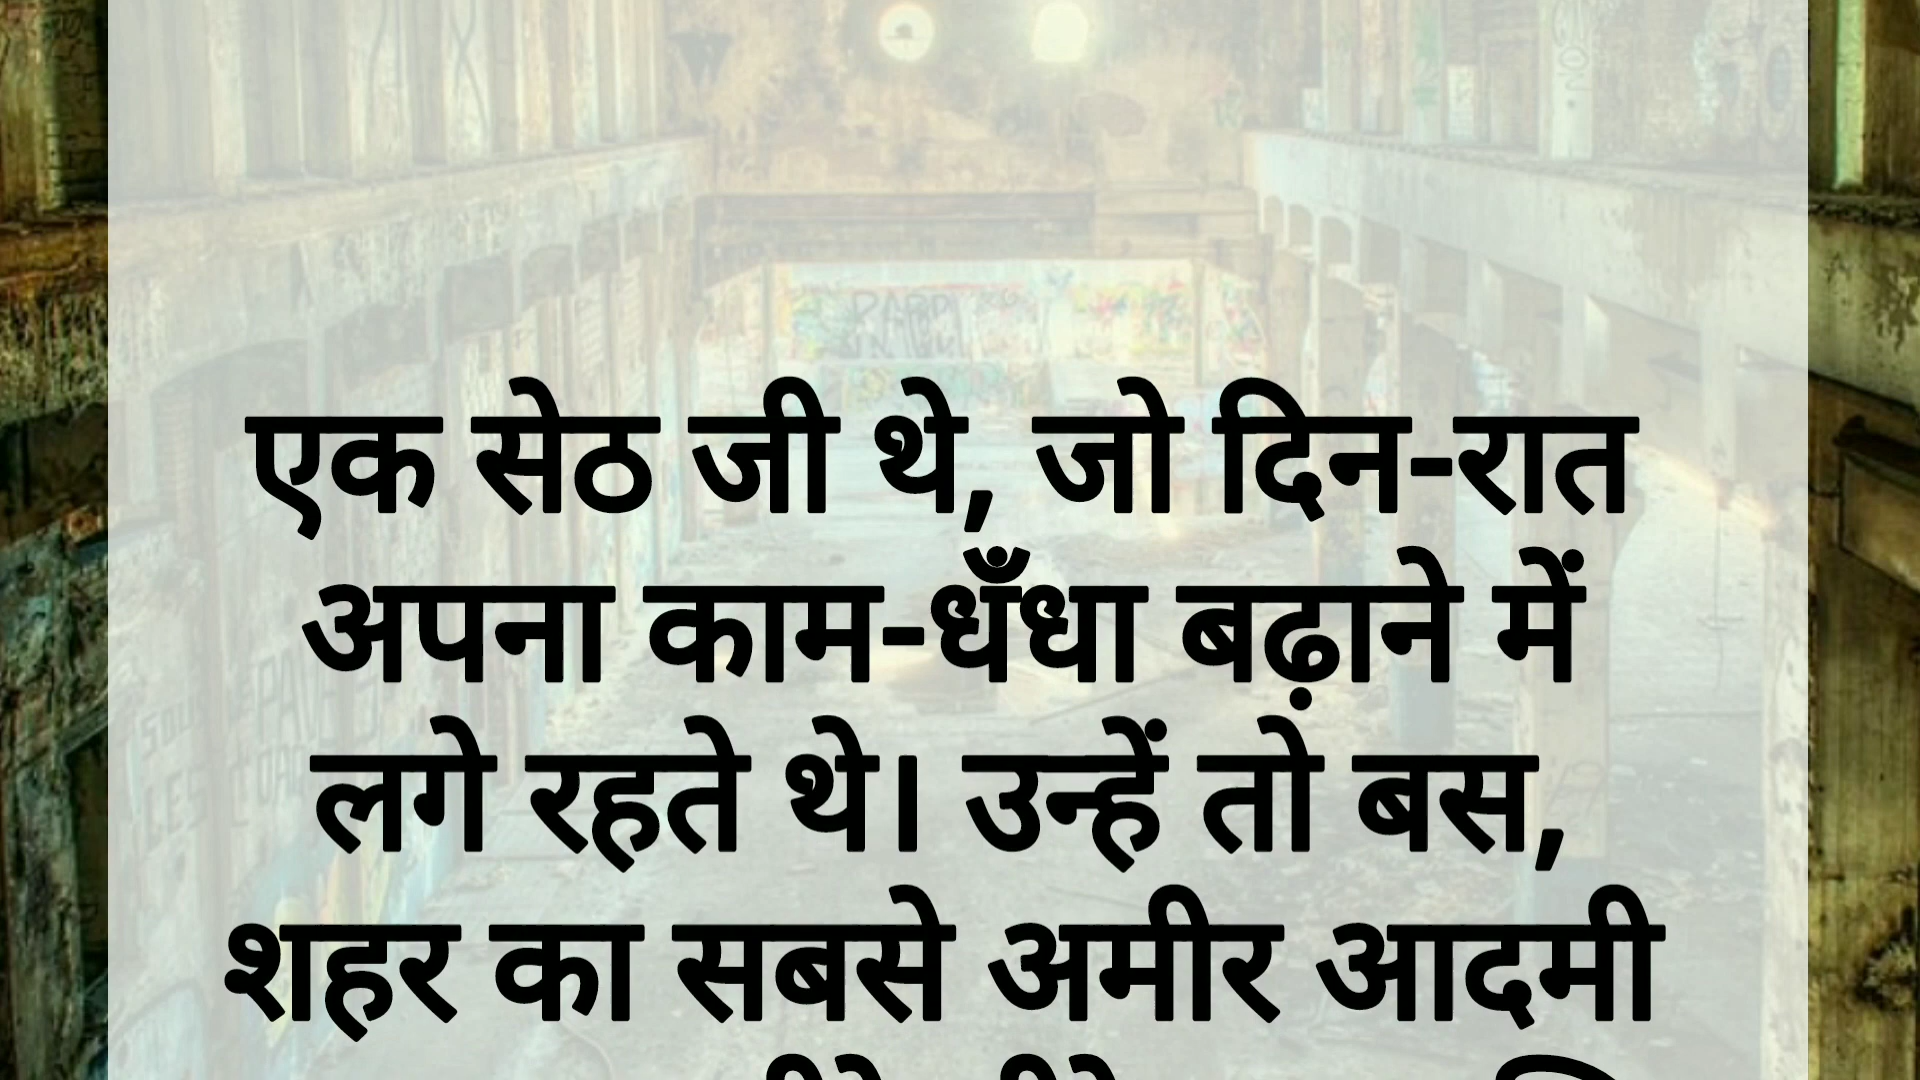 एक सेठ जी थे, जो दिन-रात
अपना काम-धँधा बढ़ाने में
लगे रहते थे। उन्हें तो बस,
शहर का सबसे अमीर आदमी